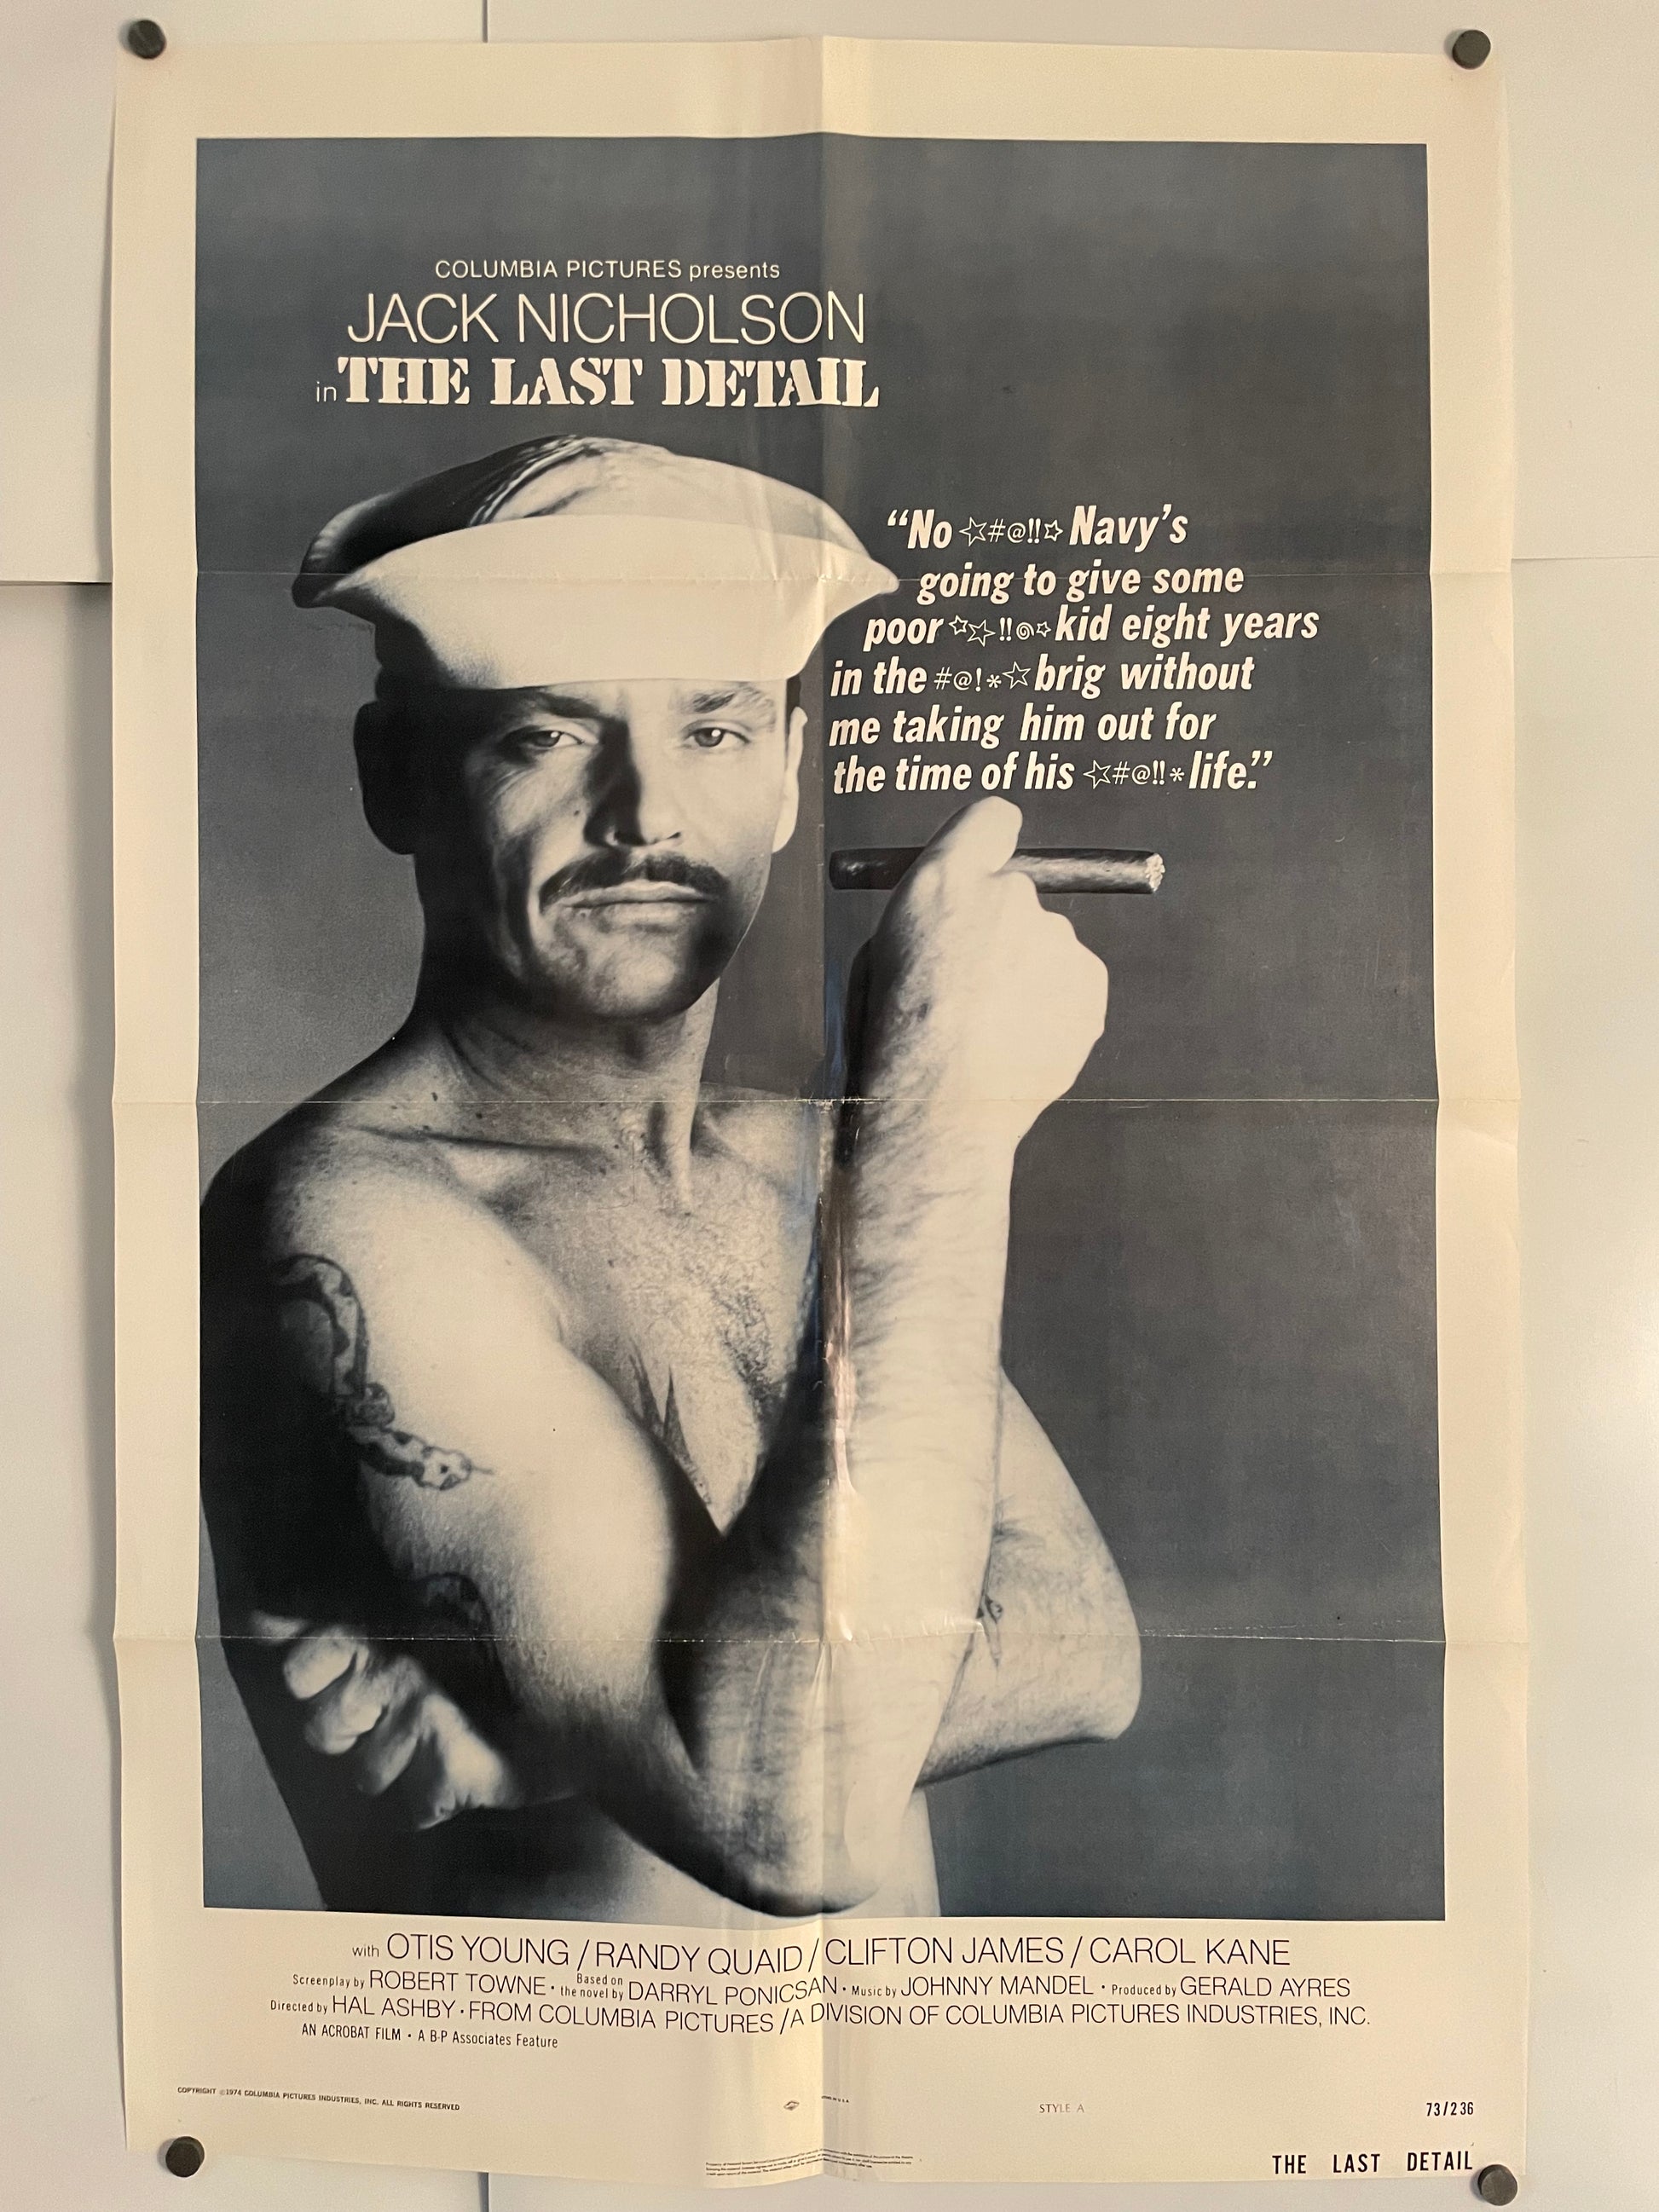 COLUMBIA PICTURES presents
JACK NICHOLSON
in THE LAST DETAIL
“No ☆#@!!☆ Navy’s
going to give some
poor ☆☆!!@☆ kid eight years
in the #@!*☆ brig without
me taking him out for
the time of his ☆#@!!* life.”
with OTIS YOUNG / RANDY QUAID / CLIFTON JAMES / CAROL KANE
Screenplay by ROBERT TOWNE · Based on the novel by DARRYL PONICSAN · Music by JOHNNY MANDEL · Produced by GERALD AYRES
Directed by HAL ASHBY · FROM COLUMBIA PICTURES / A DIVISION OF COLUMBIA PICTURES INDUSTRIES, INC.
AN ACROBAT FILM · A B-P Associates Feature
COPYRIGHT ©1974 COLUMBIA PICTURES INDUSTRIES, INC. ALL RIGHTS RESERVED
STYLE A
73/236
THE LAST DETAIL